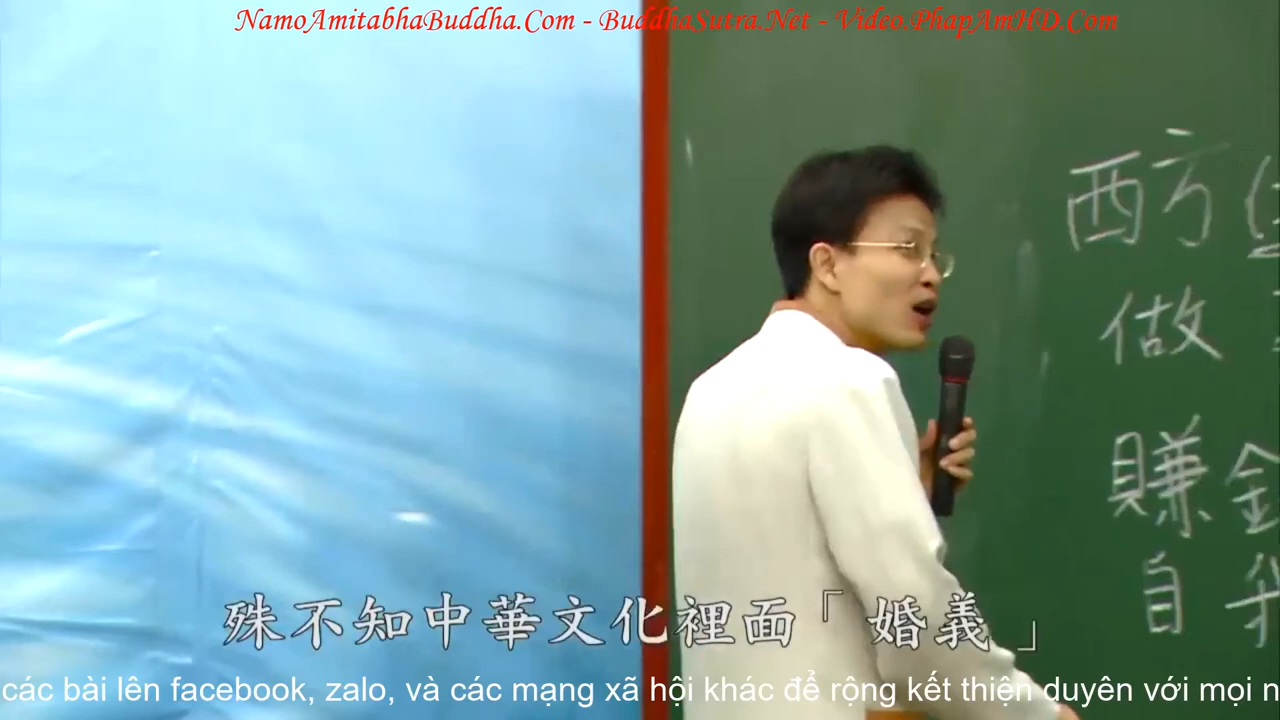 NamoAmitabhaBuddha.Com - BuddhaSutra.Net - Video.PhapAmHD.Com
西方
做
賺
自
殊不知中華文化裡面「婚義」
các bài lên facebook, zalo, và các mạng xã hội khác để rộng kết thiện duyên với mọi n